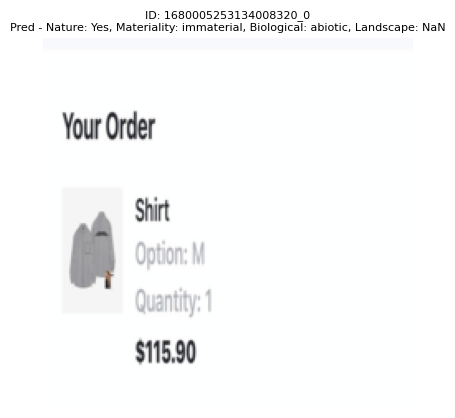 ID: 1680005253134008320_0
Pred - Nature: Yes, Materiality: immaterial, Biological: abiotic, Landscape: NaN
Your Order
Shirt
Option: M
Quantity: 1
$115.90